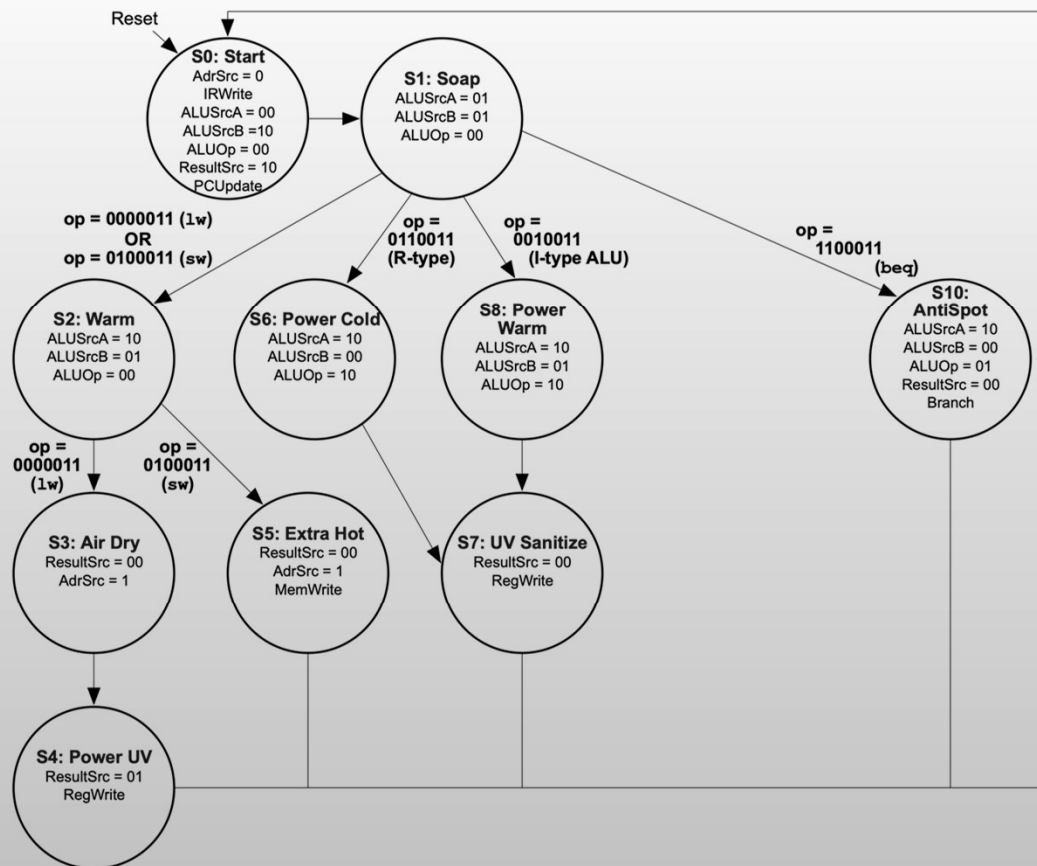 Reset
S0: Start
AdrSrc = 0
IRWrite
ALUSrcA = 00
ALUSrcB = 10
ALUOp = 00
ResultSrc = 10
PCUpdate
S1: Soap
ALUSrcA = 01
ALUSrcB = 01
ALUOp = 00
op = 0000011 (lw)
OR
op = 0100011 (sw)
op =
0110011
(R-type)
op =
0010011
(I-type ALU)
op =
1100011
(beq)
S2: Warm
ALUSrcA = 10
ALUSrcB = 01
ALUOp = 00
S6: Power Cold
ALUSrcA = 10
ALUSrcB = 00
ALUOp = 10
S8: Power
Warm
ALUSrcA = 10
ALUSrcB = 01
ALUOp = 10
S10:
AntiSpot
ALUSrcA = 10
ALUSrcB = 00
ALUOp = 01
ResultSrc = 00
Branch
op =
0000011
(lw)
op =
0100011
(sw)
S3: Air Dry
ResultSrc = 00
AdrSrc = 1
S5: Extra Hot
ResultSrc = 00
AdrSrc = 1
MemWrite
S7: UV Sanitize
ResultSrc = 00
RegWrite
S4: Power UV
ResultSrc = 01
RegWrite